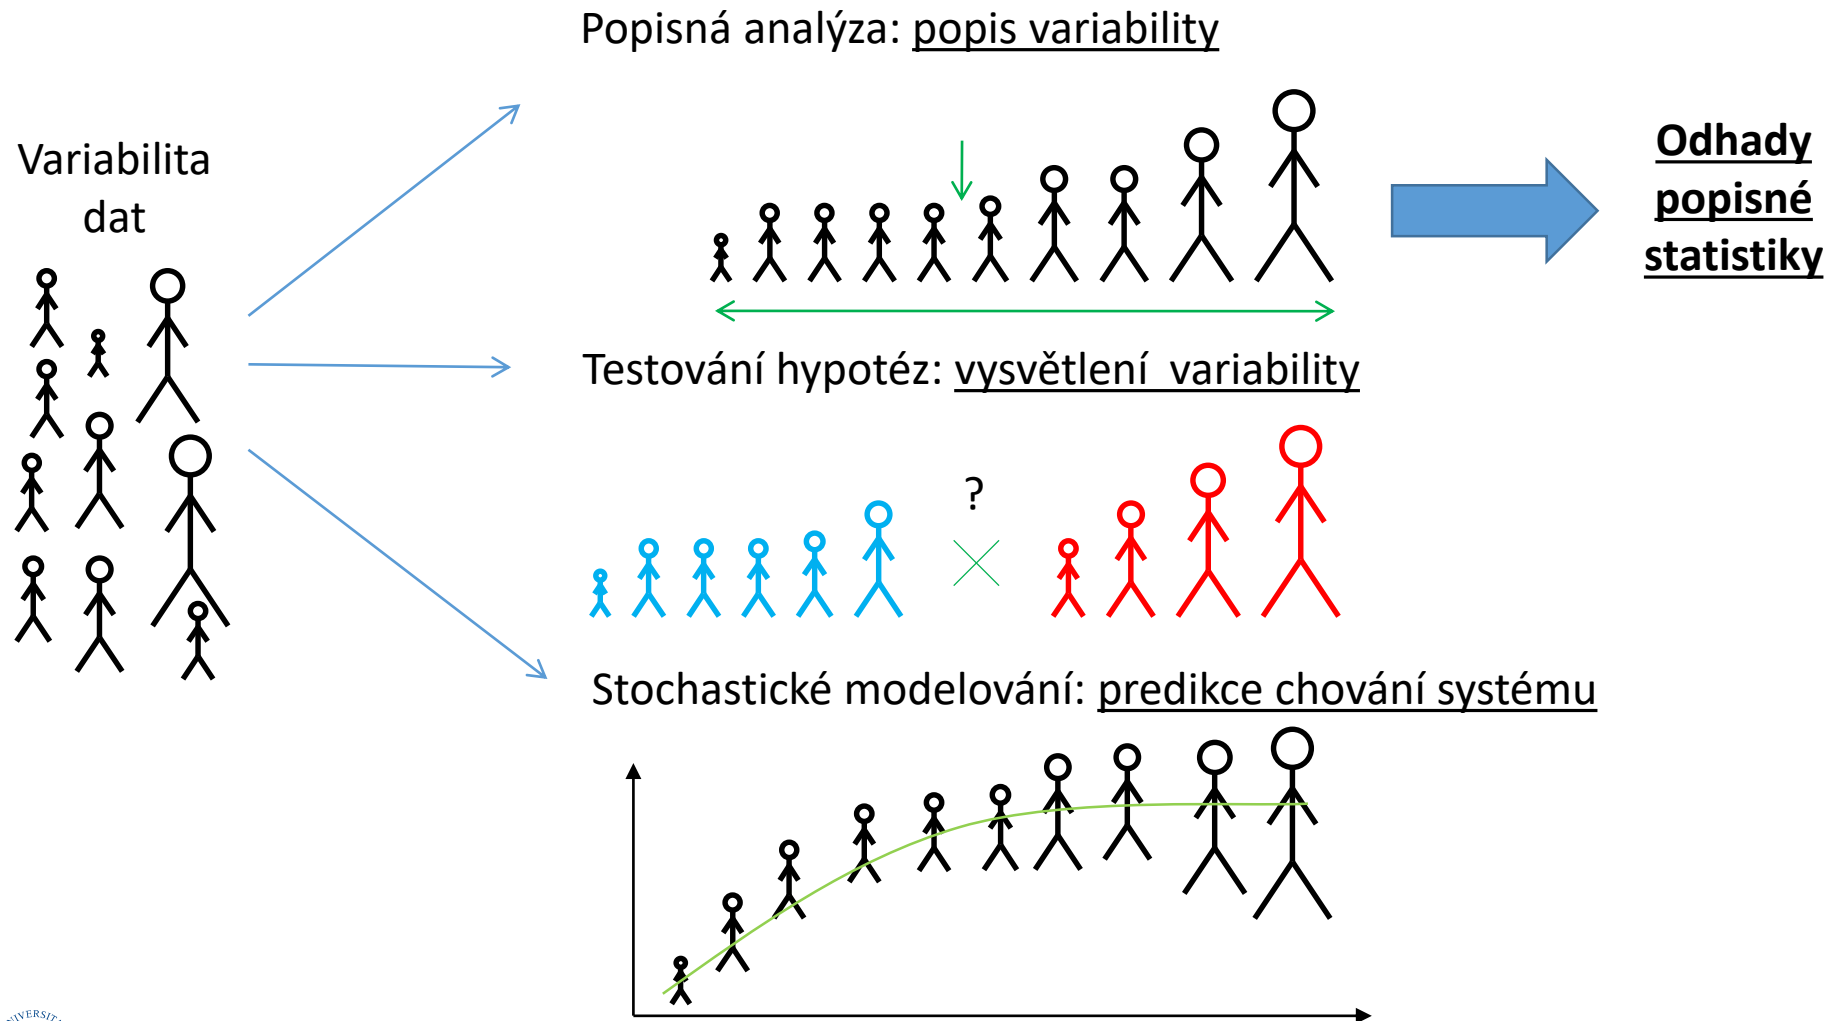 Popisná analýza: popis variability
Variabilita
dat
Odhady
popisné
statistiky
Testování hypotéz: vysvětlení  variability
?
Stochastické modelování: predikce chování systému